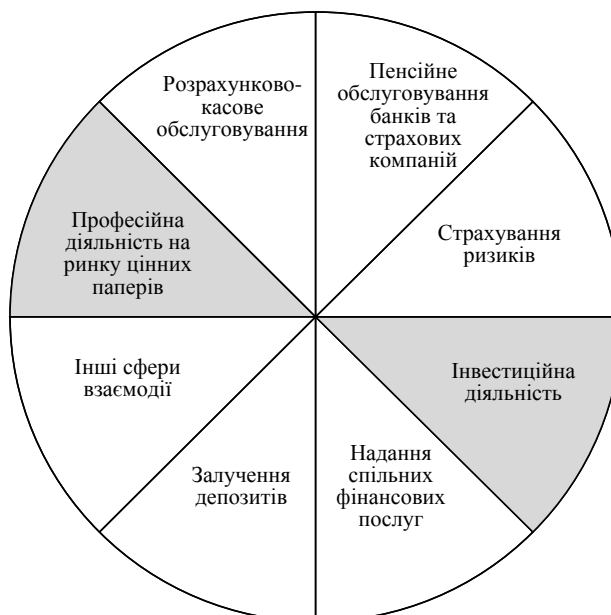 Розрахунково-
касове
обслуговування
Пенсійне
обслуговування
банків та
страхових
компаній
Страхування
ризиків
Інвестиційна
діяльність
Надання
спільних
фінансових
послуг
Залучення
депозитів
Інші сфери
взаємодії
Професійна
діяльність на
ринку цінних
паперів